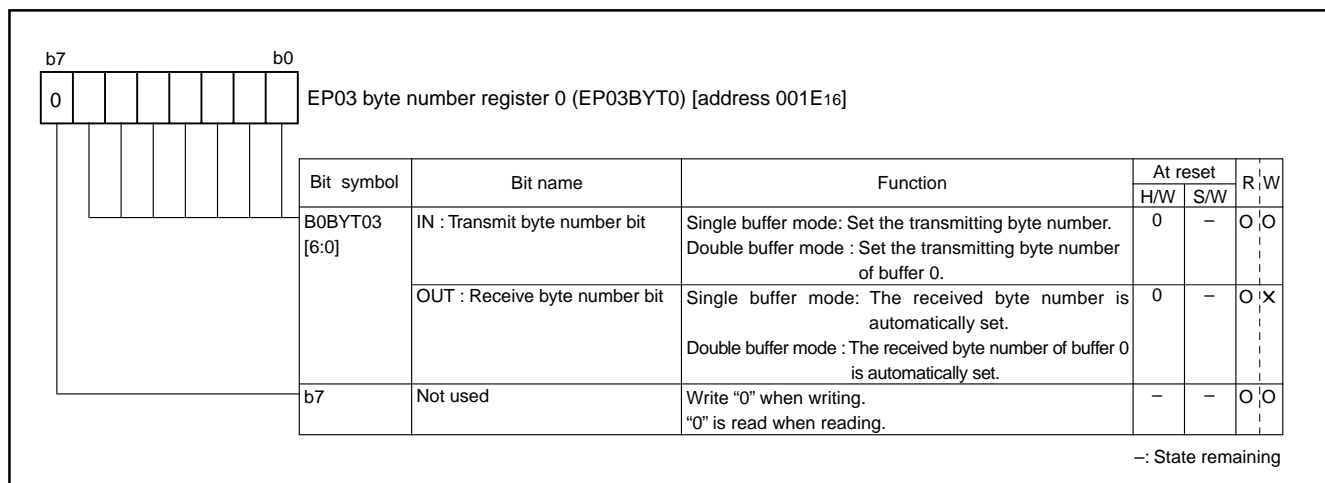 b7 b0
0 EP03 byte number register 0 (EP03BYT0) [address 001E16]
Bit symbol Bit name Function At reset R W
H/W S/W
B0BYT03 IN : Transmit byte number bit Single buffer mode: Set the transmitting byte number. 0 – O O
[6:0] Double buffer mode : Set the transmitting byte number
of buffer 0.
OUT : Receive byte number bit Single buffer mode: The received byte number is 0 – O ×
automatically set.
Double buffer mode : The received byte number of buffer 0
is automatically set.
b7 Not used Write “0” when writing. – – O O
“0” is read when reading.
–: State remaining